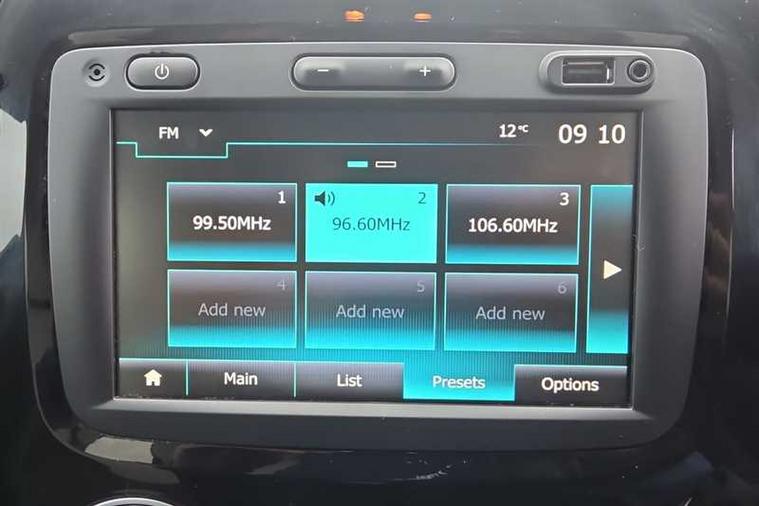 − +
FM 12°C 09 10
1 2 3
99.50MHz 96.60MHz 106.60MHz
4 5 6
Add new Add new Add new
Main List Presets Options